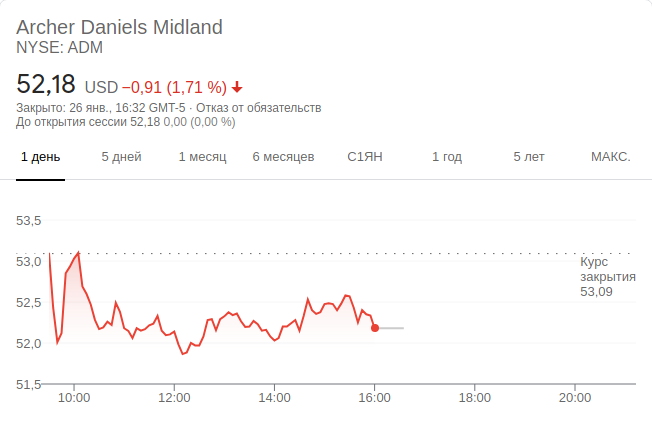 Archer Daniels Midland
NYSE: ADM
52,18 USD −0,91 (1,71 %)
Закрыто: 26 янв., 16:32 GMT-5 · Отказ от обязательств
До открытия сессии 52,18 0,00 (0,00 %)
1 день 5 дней 1 месяц 6 месяцев С1ЯН 1 год 5 лет МАКС.
53,5
53,0
52,5
52,0
51,5
Курс
закрытия
53,09
10:00 12:00 14:00 16:00 18:00 20:00